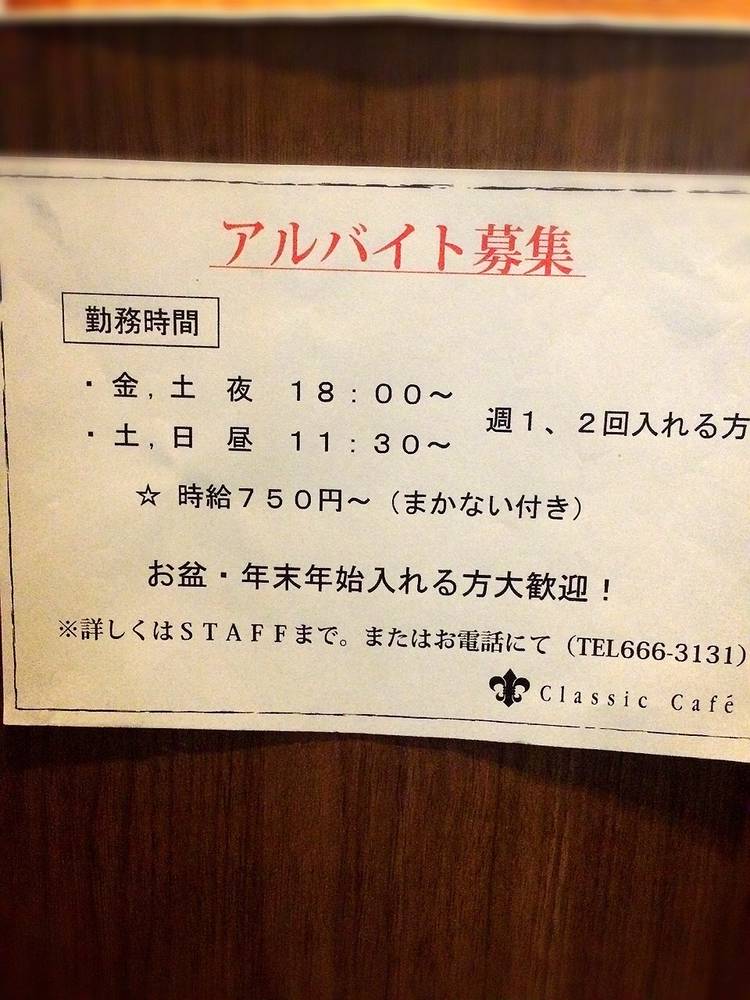 アルバイト募集
勤務時間
・金,土 夜 18:00～
・土,日 昼 11:30～
週1、2回入れる方
☆ 時給750円～（まかない付き）
お盆・年末年始入れる方大歓迎！
※詳しくはSTAFFまで。またはお電話にて（TEL666-3131）
Classic Café